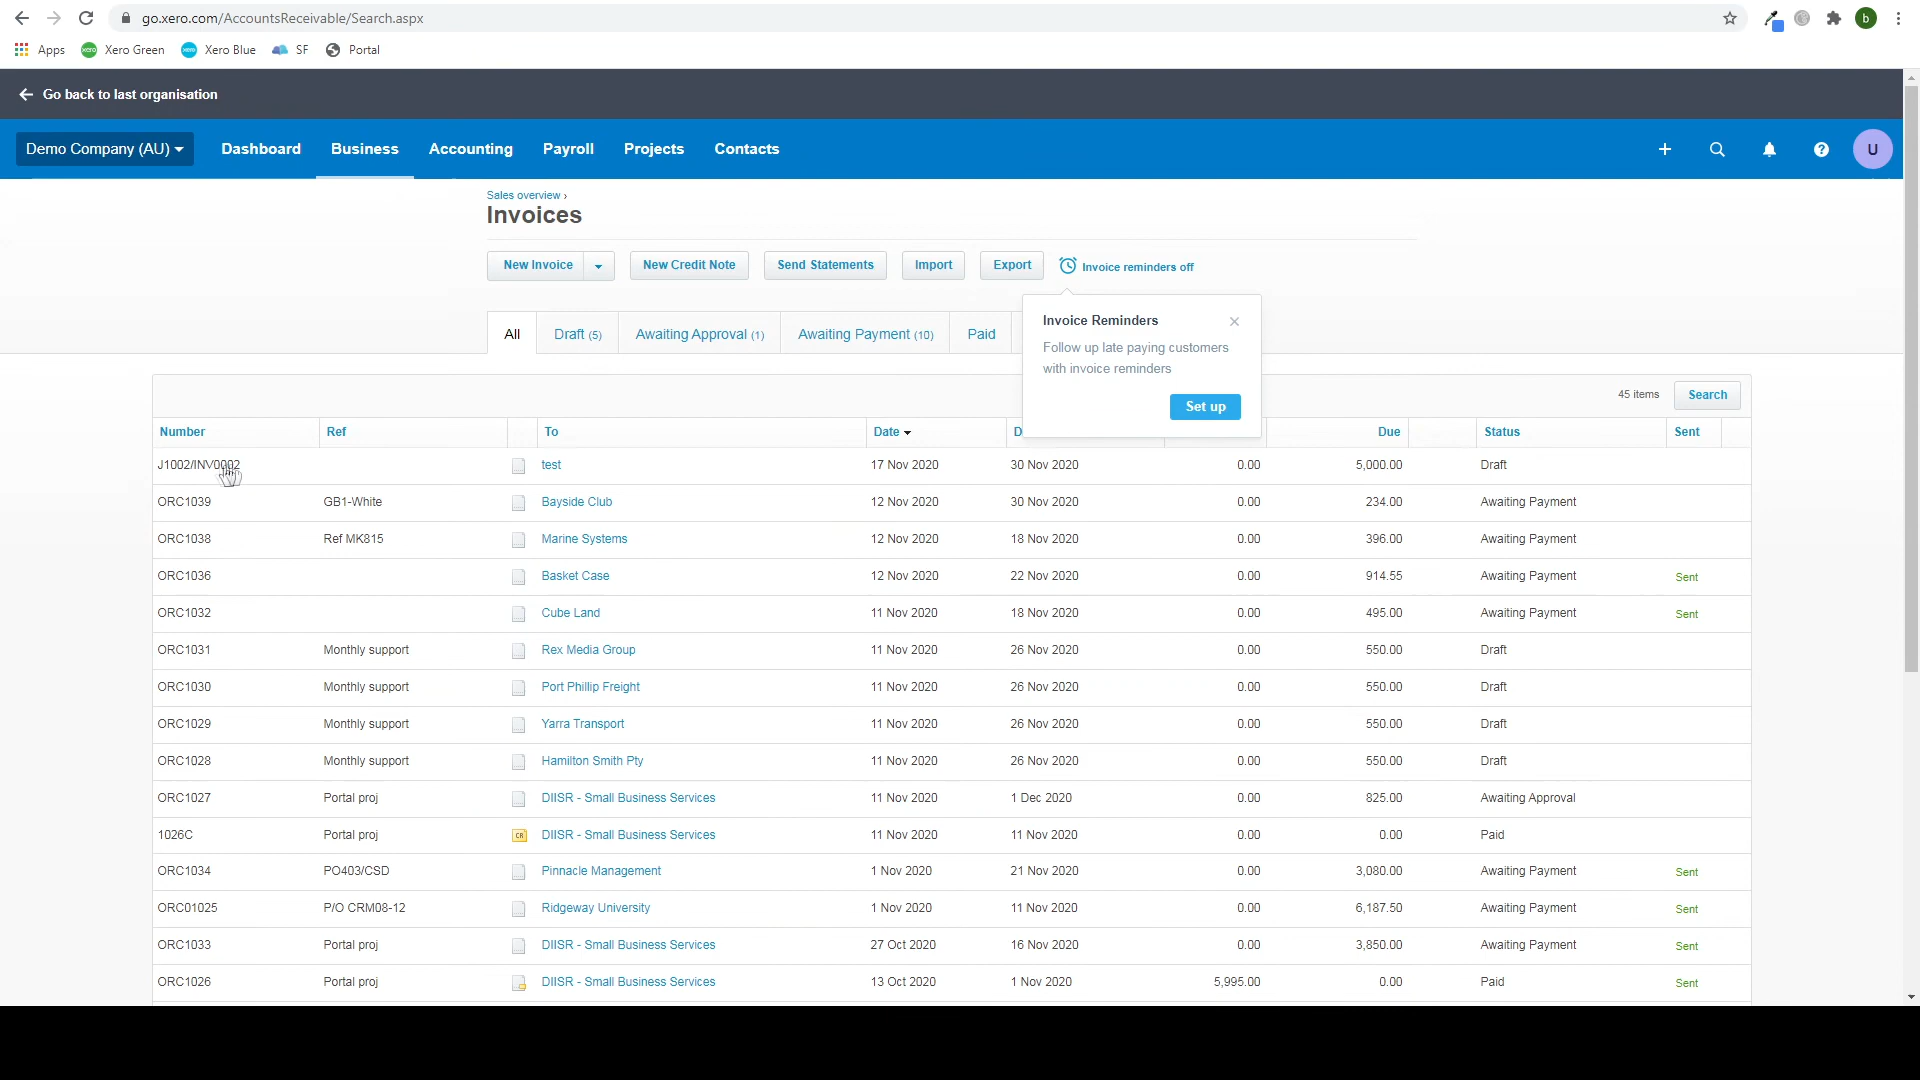 go.xero.com/AccountsReceivable/Search.aspx
b
Apps Xero Green Xero Blue SF Portal
Go back to last organisation
Demo Company (AU) Dashboard Business Accounting Payroll Projects Contacts U
Sales overview ›
Invoices
New Invoice New Credit Note Send Statements Import Export Invoice reminders off
Invoice Reminders
Follow up late paying customers
with invoice reminders
Set up
All Draft (5) Awaiting Approval (1) Awaiting Payment (10) Paid
45 items Search
Number Ref To Date D Due Status Sent
J1002/INV0002 test 17 Nov 2020 30 Nov 2020 0.00 5,000.00 Draft
ORC1039 GB1-White Bayside Club 12 Nov 2020 30 Nov 2020 0.00 234.00 Awaiting Payment
ORC1038 Ref MK815 Marine Systems 12 Nov 2020 18 Nov 2020 0.00 396.00 Awaiting Payment
ORC1036 Basket Case 12 Nov 2020 22 Nov 2020 0.00 914.55 Awaiting Payment Sent
ORC1032 Cube Land 11 Nov 2020 18 Nov 2020 0.00 495.00 Awaiting Payment Sent
ORC1031 Monthly support Rex Media Group 11 Nov 2020 26 Nov 2020 0.00 550.00 Draft
ORC1030 Monthly support Port Phillip Freight 11 Nov 2020 26 Nov 2020 0.00 550.00 Draft
ORC1029 Monthly support Yarra Transport 11 Nov 2020 26 Nov 2020 0.00 550.00 Draft
ORC1028 Monthly support Hamilton Smith Pty 11 Nov 2020 26 Nov 2020 0.00 550.00 Draft
ORC1027 Portal proj DIISR - Small Business Services 11 Nov 2020 1 Dec 2020 0.00 825.00 Awaiting Approval
1026C Portal proj CR DIISR - Small Business Services 11 Nov 2020 11 Nov 2020 0.00 0.00 Paid
ORC1034 PO403/CSD Pinnacle Management 1 Nov 2020 21 Nov 2020 0.00 3,080.00 Awaiting Payment Sent
ORC01025 P/O CRM08-12 Ridgeway University 1 Nov 2020 11 Nov 2020 0.00 6,187.50 Awaiting Payment Sent
ORC1033 Portal proj DIISR - Small Business Services 27 Oct 2020 16 Nov 2020 0.00 3,850.00 Awaiting Payment Sent
ORC1026 Portal proj DIISR - Small Business Services 13 Oct 2020 1 Nov 2020 5,995.00 0.00 Paid Sent